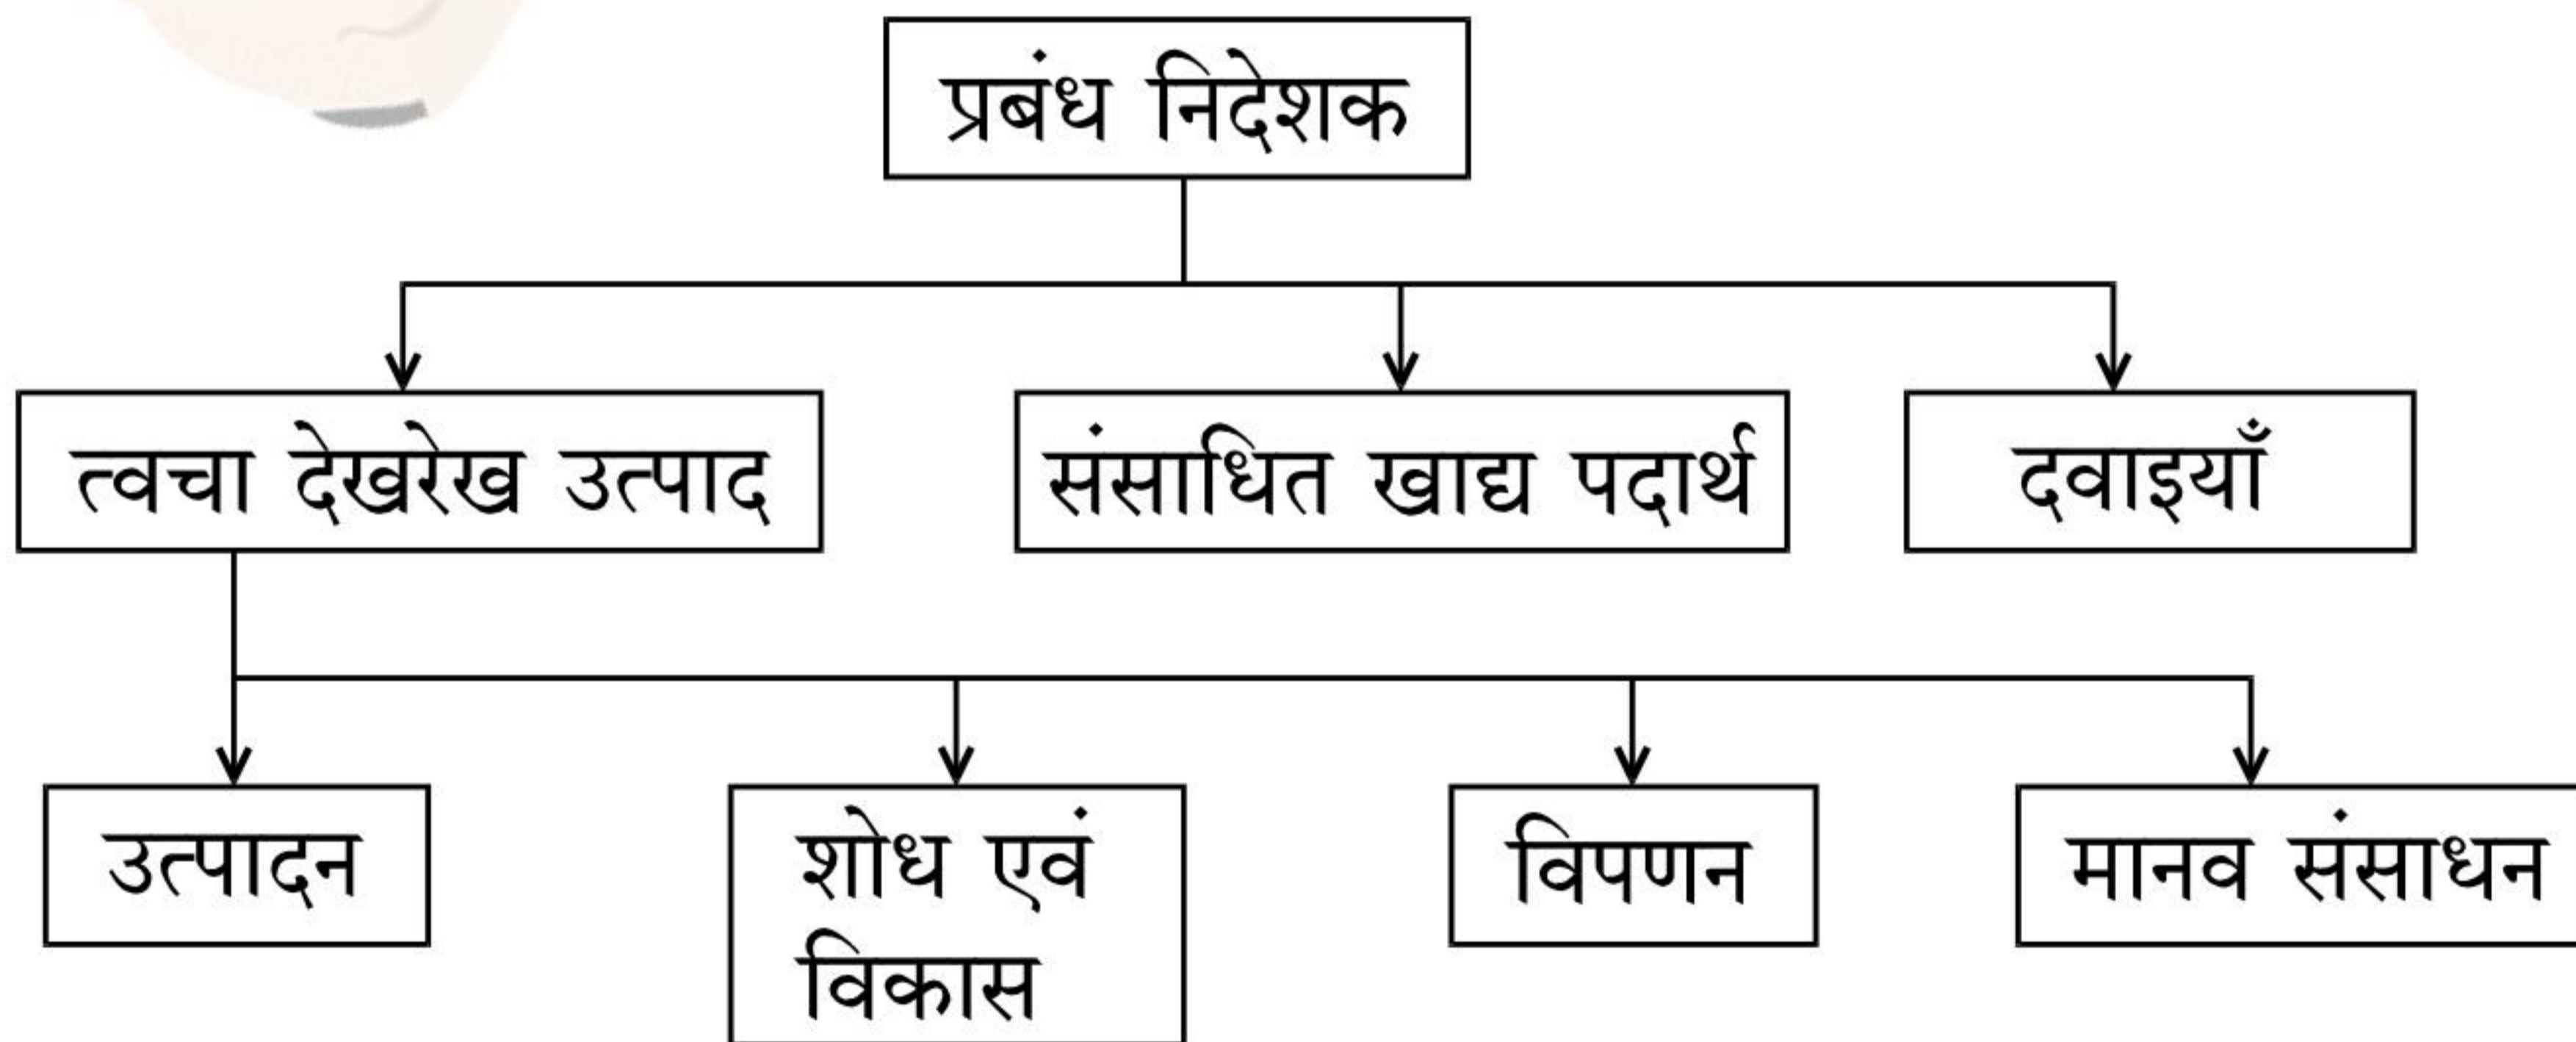 प्रबंध निदेशक
त्वचा देखरेख उत्पाद
संसाधित खाद्य पदार्थ
दवाइयाँ
उत्पादन
शोध एवं
विकास
विपणन
मानव संसाधन